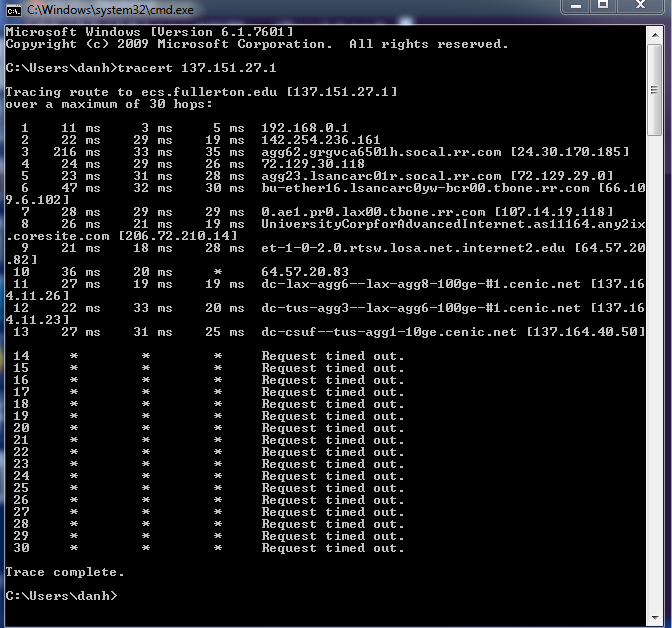 C:\Windows\system32\cmd.exe
Microsoft Windows [Version 6.1.7601]
Copyright (c) 2009 Microsoft Corporation.  All rights reserved.
C:\Users\danh>tracert 137.151.27.1
Tracing route to ecs.fullerton.edu [137.151.27.1]
over a maximum of 30 hops:
  1    11 ms     3 ms     5 ms  192.168.0.1
  2    22 ms    29 ms    19 ms  142.254.236.161
  3   216 ms    33 ms    35 ms  agg62.grgvca6501h.socal.rr.com [24.30.170.185]
  4    24 ms    29 ms    26 ms  72.129.30.118
  5    23 ms    31 ms    28 ms  agg23.lsancarc01r.socal.rr.com [72.129.29.0]
  6    47 ms    32 ms    30 ms  bu-ether16.lsancarc0yw-bcr00.tbone.rr.com [66.10
9.6.102]
  7    28 ms    29 ms    29 ms  0.ae1.pr0.lax00.tbone.rr.com [107.14.19.118]
  8    26 ms    21 ms    19 ms  UniversityCorpforAdvancedInternet.as11164.any2ix
.coresite.com [206.72.210.14]
  9    21 ms    18 ms    28 ms  et-1-0-2.0.rtsw.losa.net.internet2.edu [64.57.20
.82]
 10    36 ms    20 ms     *     64.57.20.83
 11    27 ms    19 ms    19 ms  dc-lax-agg6--lax-agg8-100ge-#1.cenic.net [137.16
4.11.26]
 12    22 ms    33 ms    20 ms  dc-tus-agg3--lax-agg6-100ge-#1.cenic.net [137.16
4.11.23]
 13    27 ms    31 ms    25 ms  dc-csuf--tus-agg1-10ge.cenic.net [137.164.40.50]
 14     *        *        *     Request timed out.
 15     *        *        *     Request timed out.
 16     *        *        *     Request timed out.
 17     *        *        *     Request timed out.
 18     *        *        *     Request timed out.
 19     *        *        *     Request timed out.
 20     *        *        *     Request timed out.
 21     *        *        *     Request timed out.
 22     *        *        *     Request timed out.
 23     *        *        *     Request timed out.
 24     *        *        *     Request timed out.
 25     *        *        *     Request timed out.
 26     *        *        *     Request timed out.
 27     *        *        *     Request timed out.
 28     *        *        *     Request timed out.
 29     *        *        *     Request timed out.
 30     *        *        *     Request timed out.
Trace complete.
C:\Users\danh>